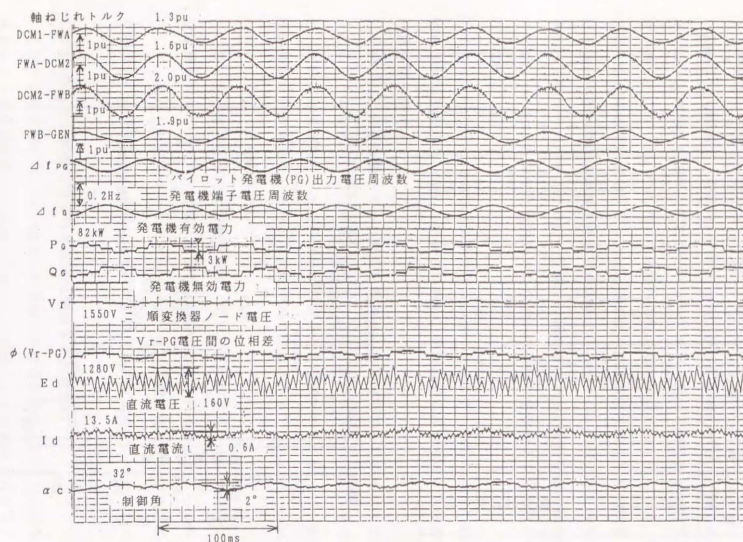 軸ねじれトルク 1.3pu
DCM1-FWA
1pu 1.6pu
FWA-DCM2
1pu 2.0pu
DCM2-FWB
1pu 1.9pu
FWB-GEN
1pu
⊿fPG
パイロット発電機(PG)出力電圧周波数
0.2Hz 発電機端子電圧周波数
⊿fG
82kW 発電機有効電力
PG
3kW
QG
発電機無効電力
Vr
1550V 順変換器ノード電圧
Vr-PG電圧間の位相差
φ(Vr-PG)
1280V
Ed
直流電圧 160V
13.5A
Id
直流電流 0.6A
32°
αc
制御角 2°
100ms